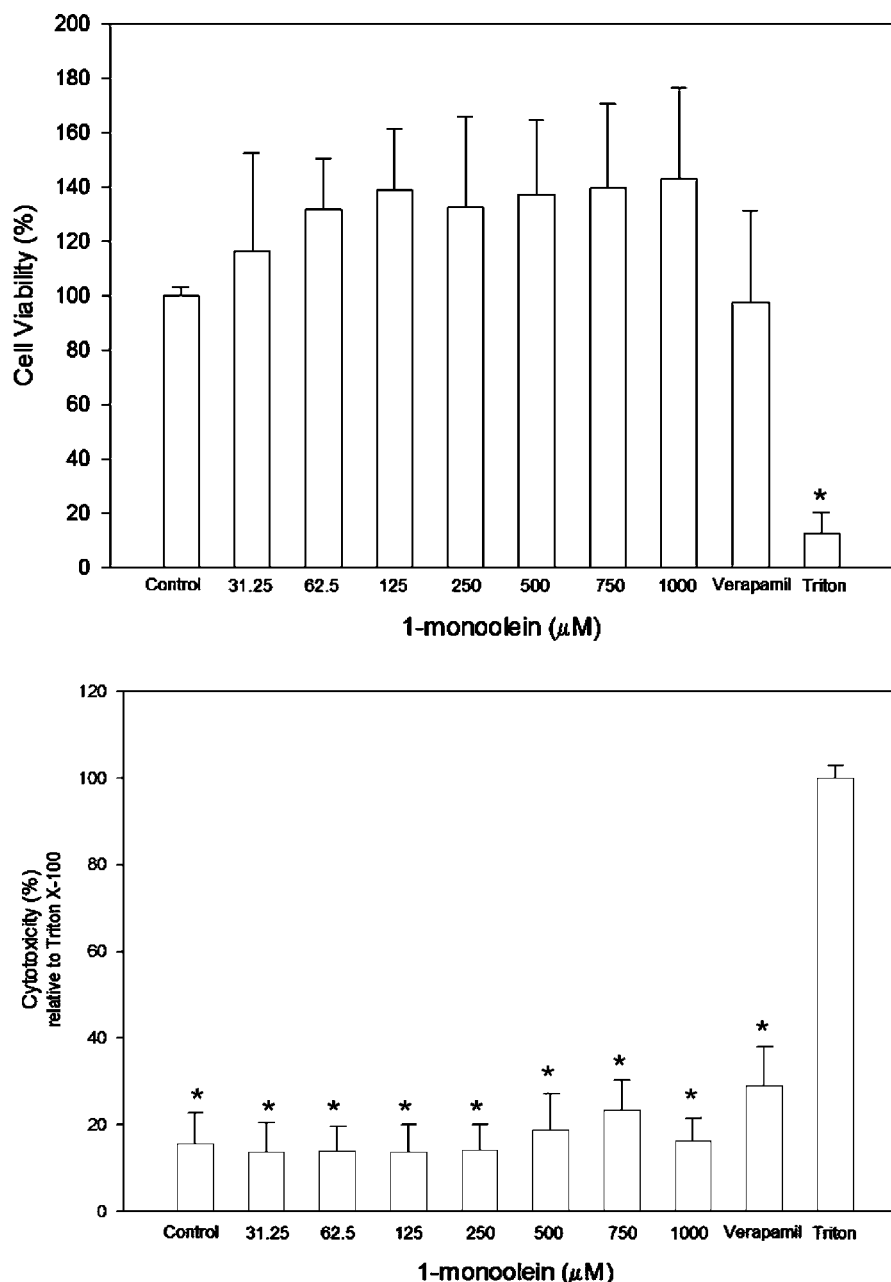 200
180
160
140
120
100
80
60
40
20
0
Cell Viability (%)
*
Control 31.25 62.5 125 250 500 750 1000 Verapamil Triton
1-monoolein (μM)
120
100
80
60
40
20
0
Cytotoxicity (%)
relative to Triton X-100
* * * * * * * * *
Control 31.25 62.5 125 250 500 750 1000 Verapamil Triton
1-monoolein (μM)